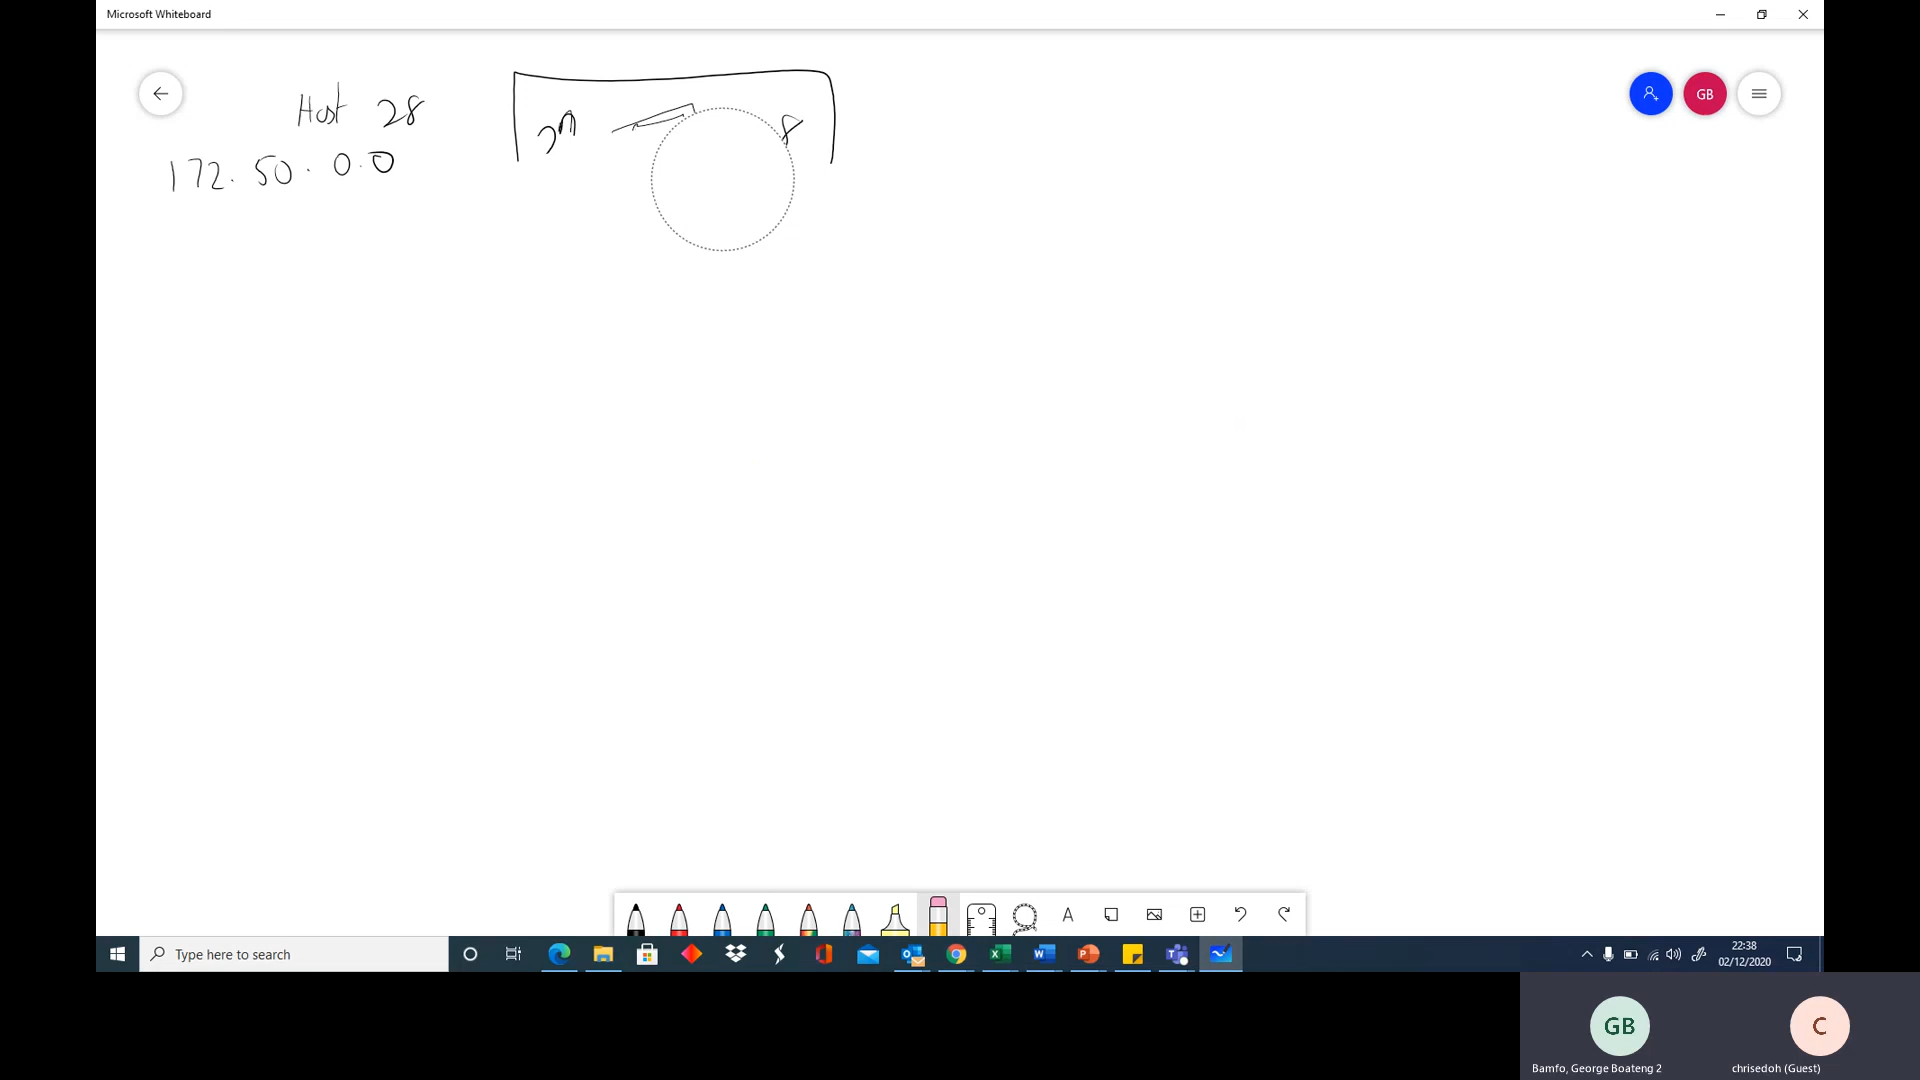 Microsoft Whiteboard
Host 28
172. 50. 0.0
2ⁿ
8
GB
A
Type here to search
22:38
02/12/2020
GB
C
Bamfo, George Boateng 2
chrisedoh (Guest)